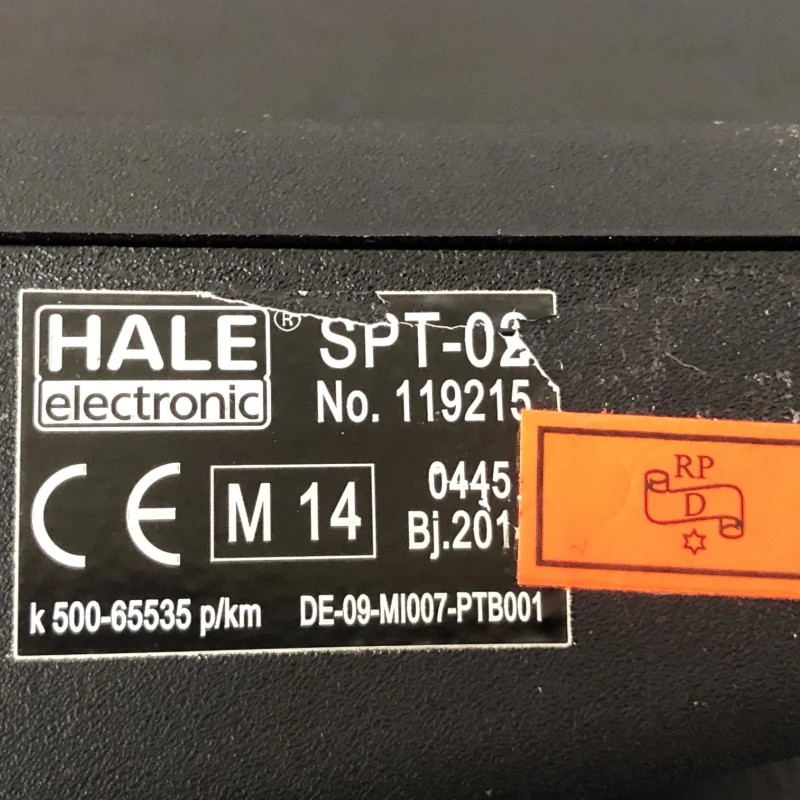 HALE® SPT-02
electronic No. 119215
CE M 14 0445
k 500-65535 p/km DE-09-MI007-PTB001
RP
D